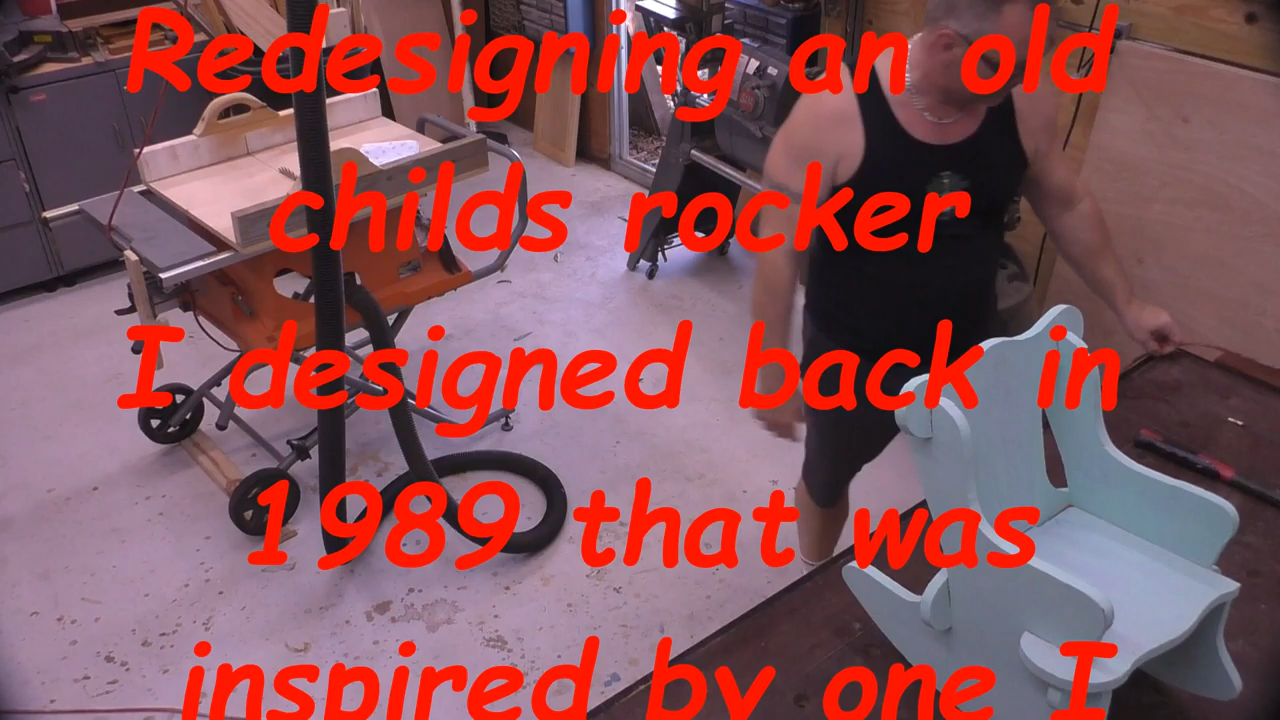 Redesigning an old
childs rocker
I designed back in
1989 that was
inspired by one I